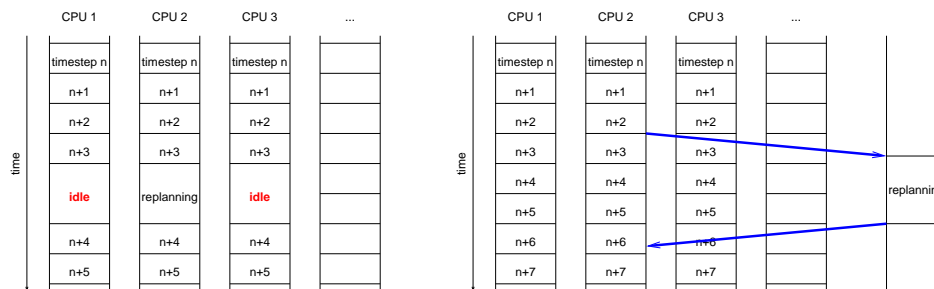 CPU 1 CPU 2 CPU 3 ...
timestep n timestep n timestep n
n+1 n+1 n+1
n+2 n+2 n+2
n+3 n+3 n+3
time
idle replanning idle
n+4 n+4 n+4
n+5 n+5 n+5
CPU 1 CPU 2 CPU 3 ...
timestep n timestep n timestep n
n+1 n+1 n+1
n+2 n+2 n+2
n+3 n+3 n+3
time
n+4 n+4 n+4
replannin
n+5 n+5 n+5
n+6 n+6 n+6
n+7 n+7 n+7